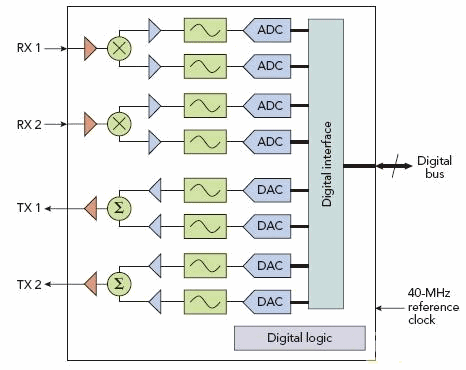 RX 1
ADC
ADC
RX 2
ADC
ADC
TX 1
Σ
DAC
DAC
TX 2
Σ
DAC
DAC
Digital interface
Digital
bus
40-MHz
reference
clock
Digital logic